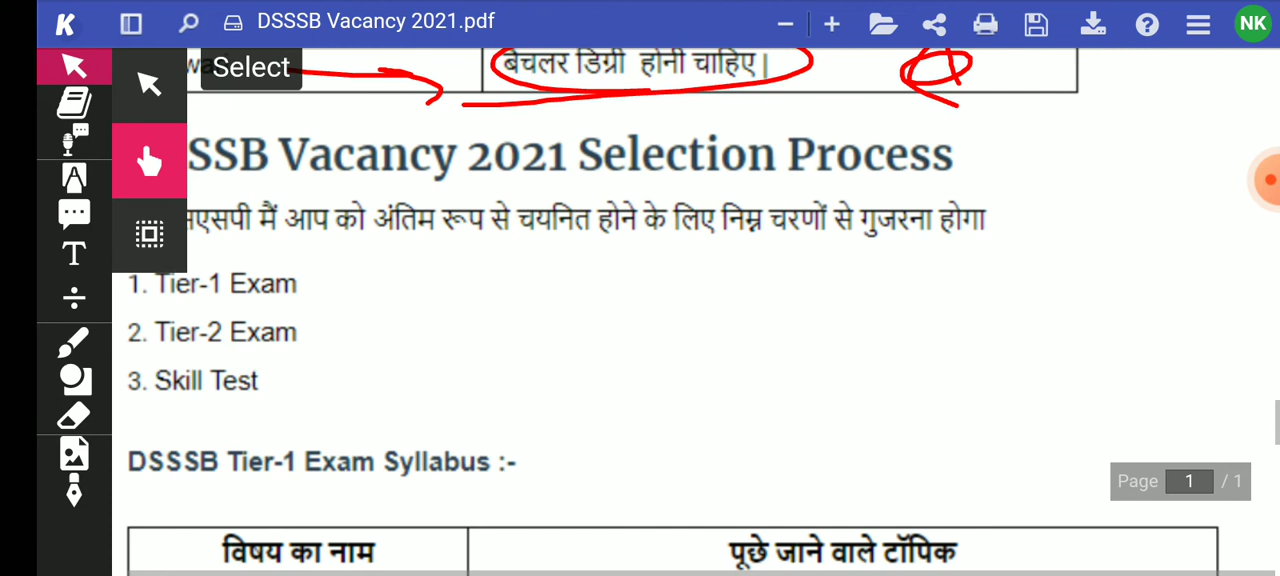 DSSSB Vacancy 2021.pdf
NK
Select
बेचलर डिग्री होनी चाहिए |
SSB Vacancy 2021 Selection Process
एसपी मैं आप को अंतिम रूप से चयनित होने के लिए निम्न चरणों से गुजरना होगा
1. Tier-1 Exam
2. Tier-2 Exam
3. Skill Test
DSSSB Tier-1 Exam Syllabus :-
Page 1 / 1
विषय का नाम पूछे जाने वाले टॉपिक